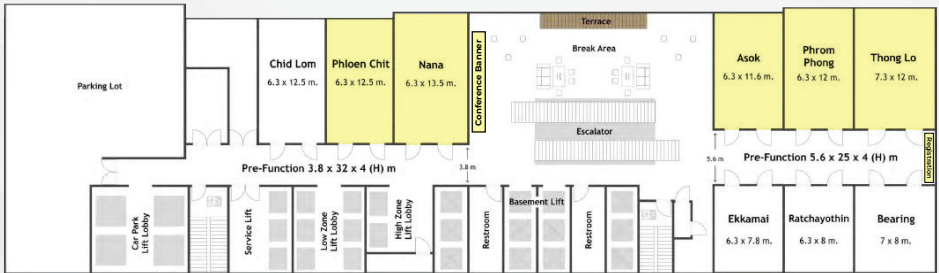 Terrace
Break Area
Parking Lot
Chid Lom
6.3 x 12.5 m.
Phloen Chit
6.3 x 12.5 m.
Nana
6.3 x 13.5 m.
Conference Banner
Escalator
Asok
6.3 x 11.6 m.
Phrom
Phong
6.3 x 12 m.
Thong Lo
7.3 x 12 m.
Pre-Function 3.8 x 32 x 4 (H) m
3.8 m
5.6 m
Pre-Function 5.6 x 25 x 4 (H) m
Registration
Car Park
Lift Lobby
Service Lift
Low Zone
Lift Lobby
High Zone
Lift Lobby
Restroom
Basement Lift
Restroom
Ekkamai
6.3 x 7.8 m.
Ratchayothin
6.3 x 8 m.
Bearing
7 x 8 m.